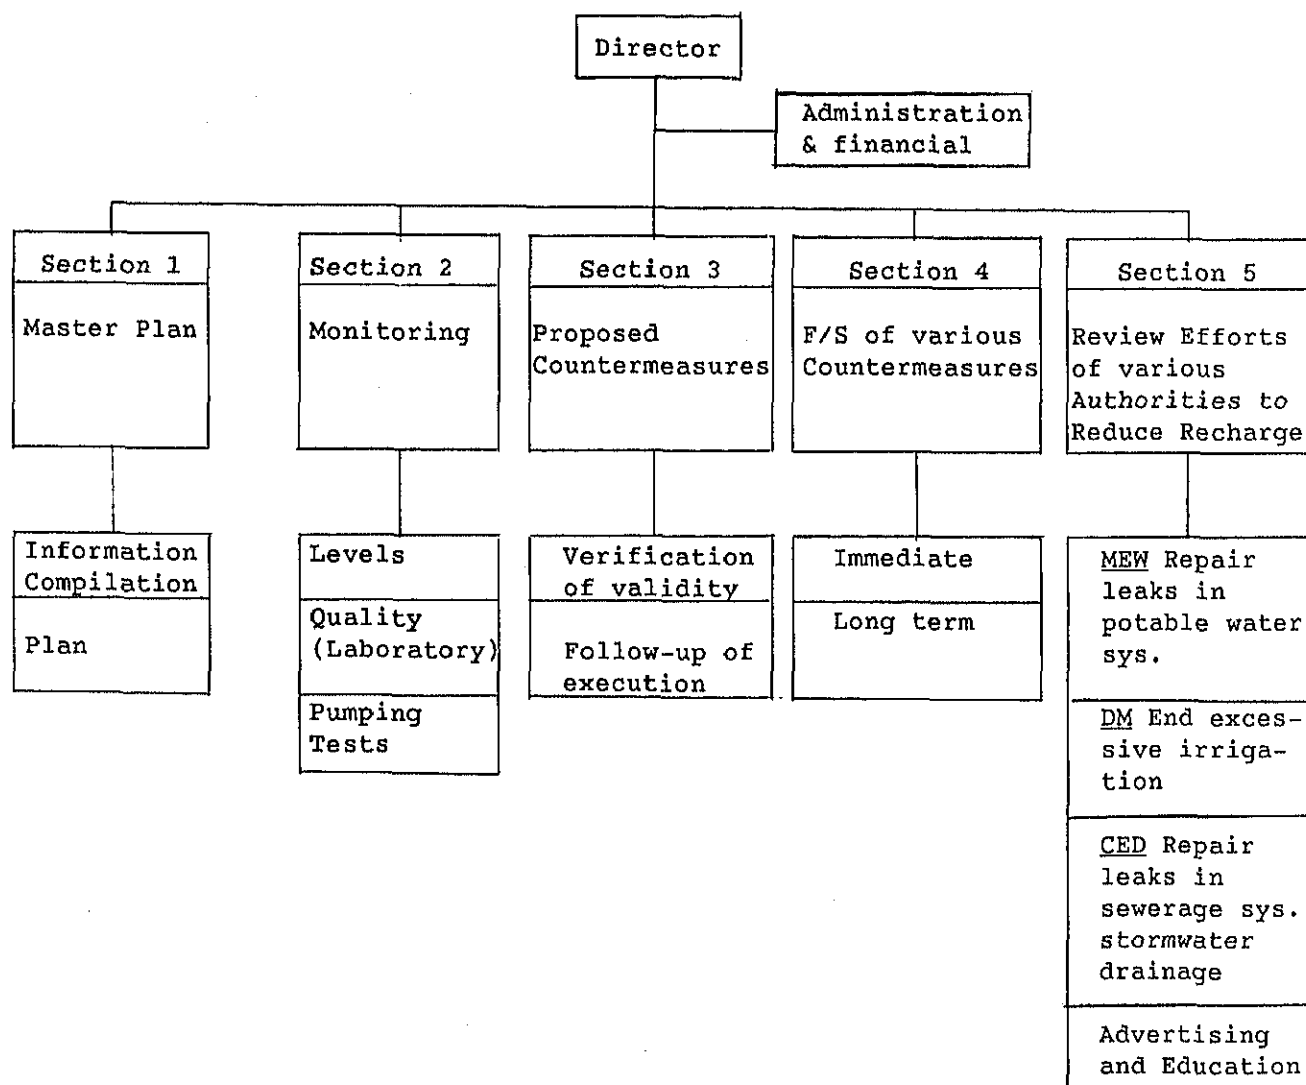 Director
Administration
& financial
Section 1
Master Plan
Information
Compilation
Plan
Section 2
Monitoring
Levels
Quality
(Laboratory)
Pumping
Tests
Section 3
Proposed
Countermeasures
Verification
of validity
Follow-up of
execution
Section 4
F/S of various
Countermeasures
Immediate
Long term
Section 5
Review Efforts
of various
Authorities to
Reduce Recharge
MEW Repair
leaks in
potable water
sys.
DM End exces-
sive irriga-
tion
CED Repair
leaks in
sewerage sys.
stormwater
drainage
Advertising
and Education